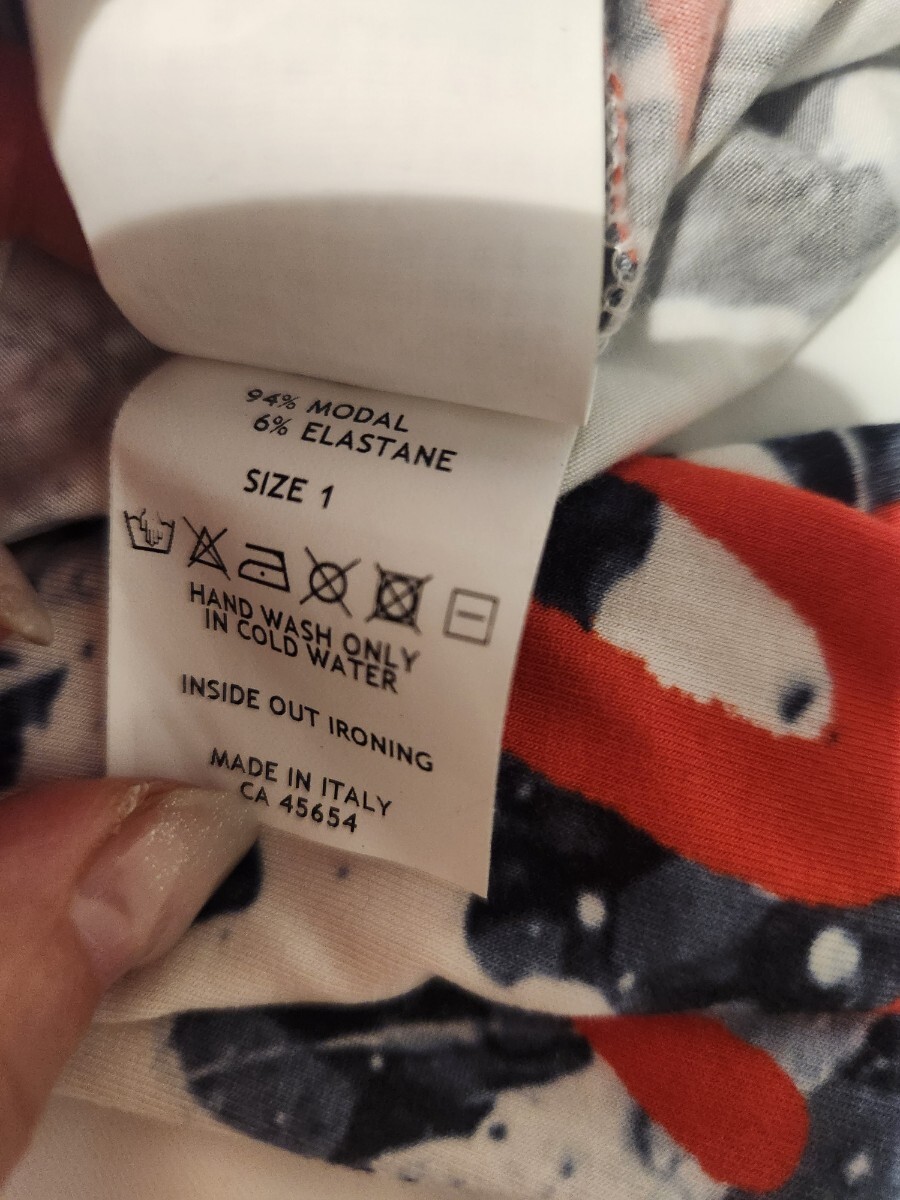 94% MODAL
6% ELASTANE
SIZE 1
HAND WASH ONLY
IN COLD WATER
INSIDE OUT IRONING
MADE IN ITALY
CA 45654